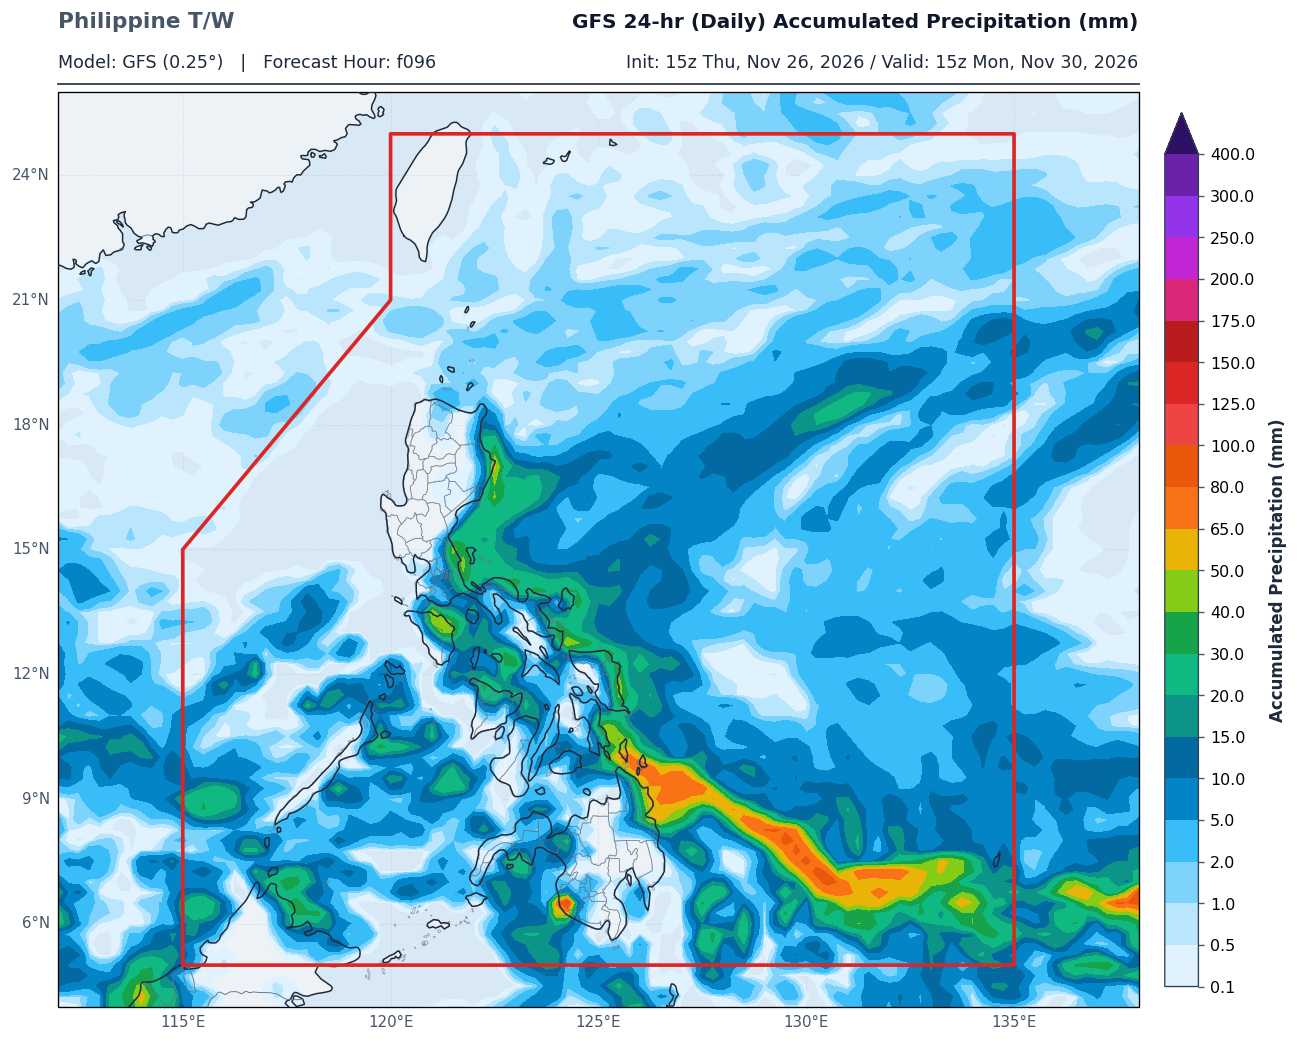 Philippine T/W
GFS 24-hr (Daily) Accumulated Precipitation (mm)
Model: GFS (0.25°)   |   Forecast Hour: f096
Init: 15z Thu, Nov 26, 2026 / Valid: 15z Mon, Nov 30, 2026
24°N
21°N
18°N
15°N
12°N
9°N
6°N
115°E
120°E
125°E
130°E
135°E
400.0
300.0
250.0
200.0
175.0
150.0
125.0
100.0
80.0
65.0
50.0
40.0
30.0
20.0
15.0
10.0
5.0
2.0
1.0
0.5
0.1
Accumulated Precipitation (mm)